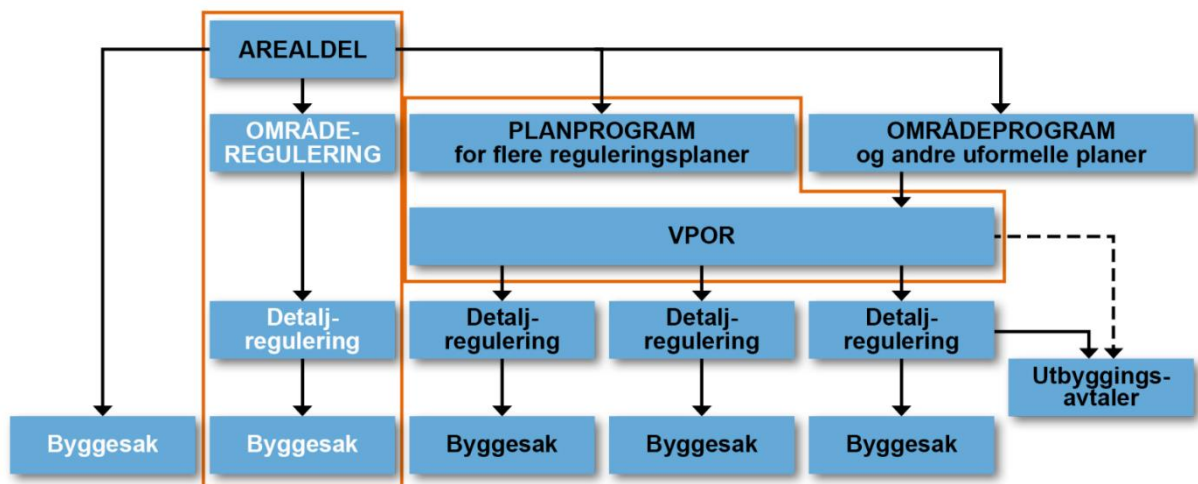 AREALDEL
OMRÅDE-
REGULERING
PLANPROGRAM
for flere reguleringsplaner
OMRÅDEPROGRAM
og andre uformelle planer
VPOR
Detalj-
regulering
Detalj-
regulering
Detalj-
regulering
Detalj-
regulering
Utbyggings-
avtaler
Byggesak
Byggesak
Byggesak
Byggesak
Byggesak